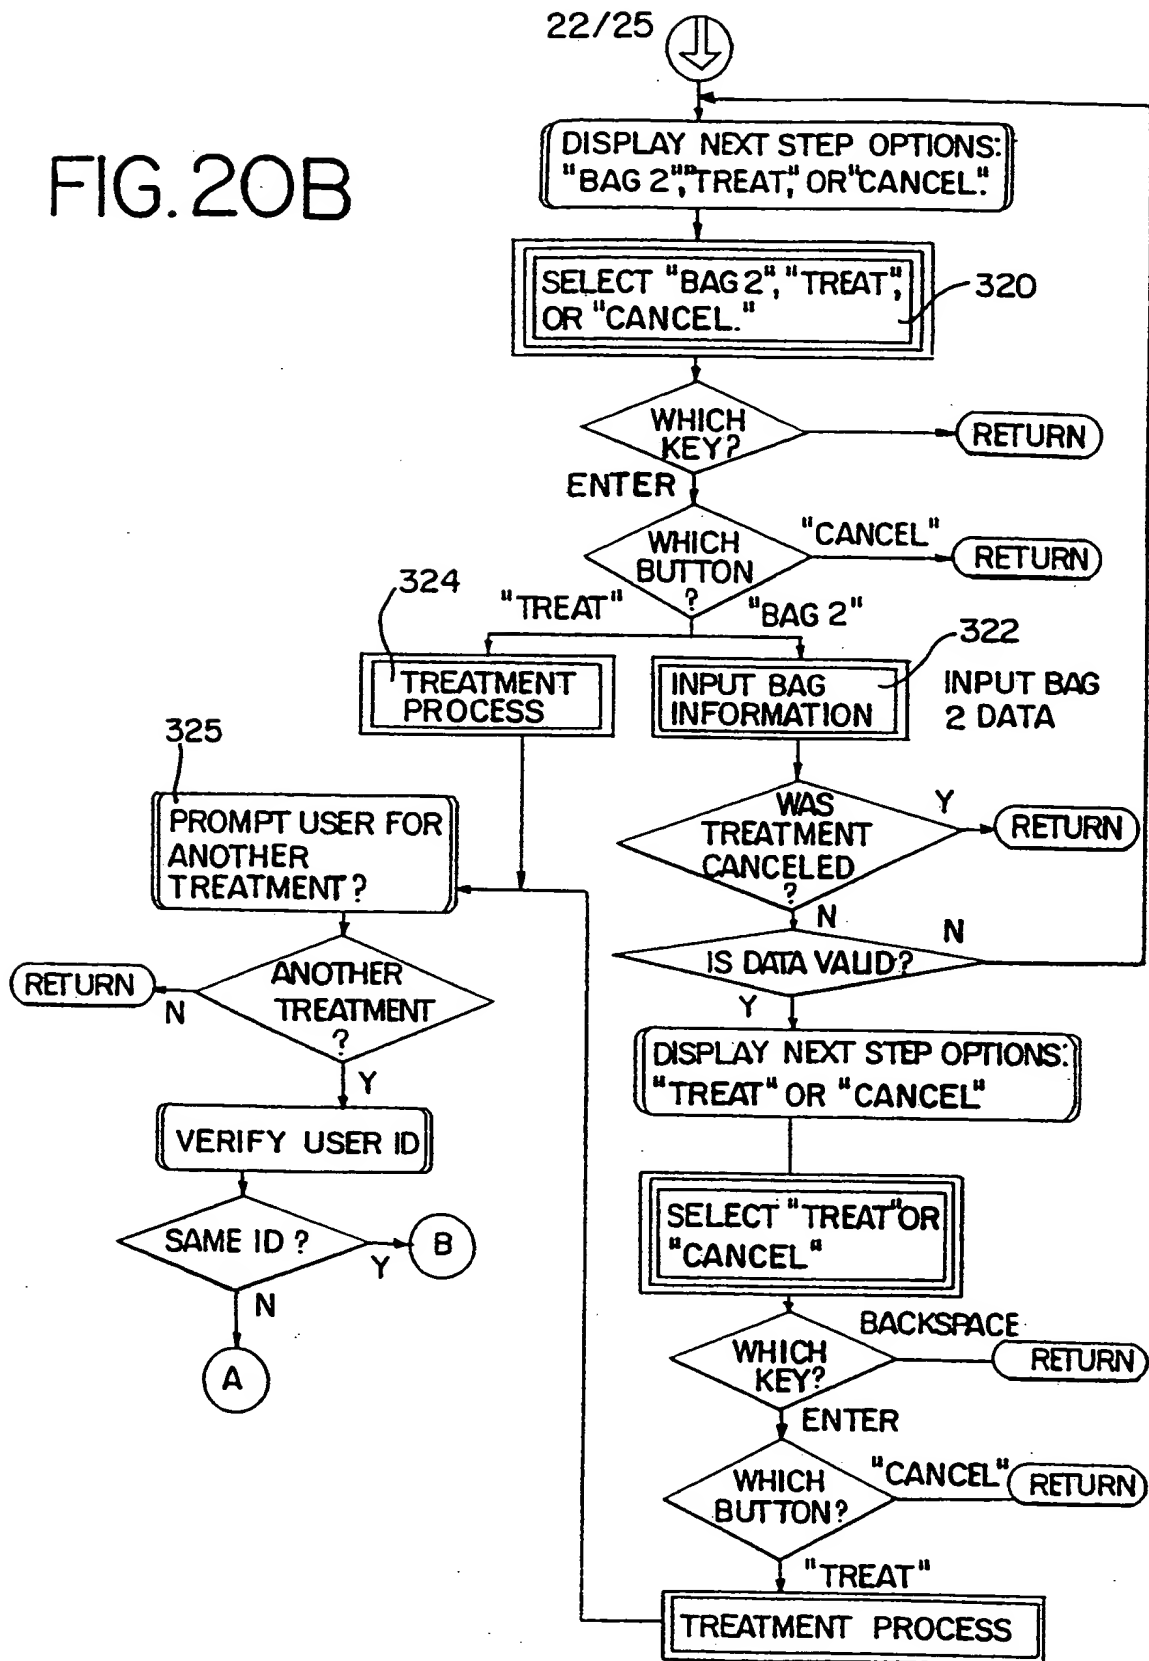 22/25
FIG. 20B
DISPLAY NEXT STEP OPTIONS:
"BAG 2","TREAT," OR "CANCEL."
SELECT "BAG 2", "TREAT",
OR "CANCEL."
320
WHICH
KEY?
RETURN
ENTER
WHICH
BUTTON
?
"CANCEL"
RETURN
324
"TREAT"
"BAG 2"
322
TREATMENT
PROCESS
INPUT BAG
INFORMATION
INPUT BAG
2 DATA
325
PROMPT USER FOR
ANOTHER
TREATMENT?
WAS
TREATMENT
CANCELED
?
Y
RETURN
N
IS DATA VALID?
N
Y
ANOTHER
TREATMENT
?
RETURN
N
Y
DISPLAY NEXT STEP OPTIONS:
"TREAT" OR "CANCEL"
VERIFY USER ID
SAME ID ?
Y
B
N
A
SELECT "TREAT" OR
"CANCEL"
WHICH
KEY?
BACKSPACE
RETURN
ENTER
WHICH
BUTTON?
"CANCEL"
RETURN
"TREAT"
TREATMENT PROCESS